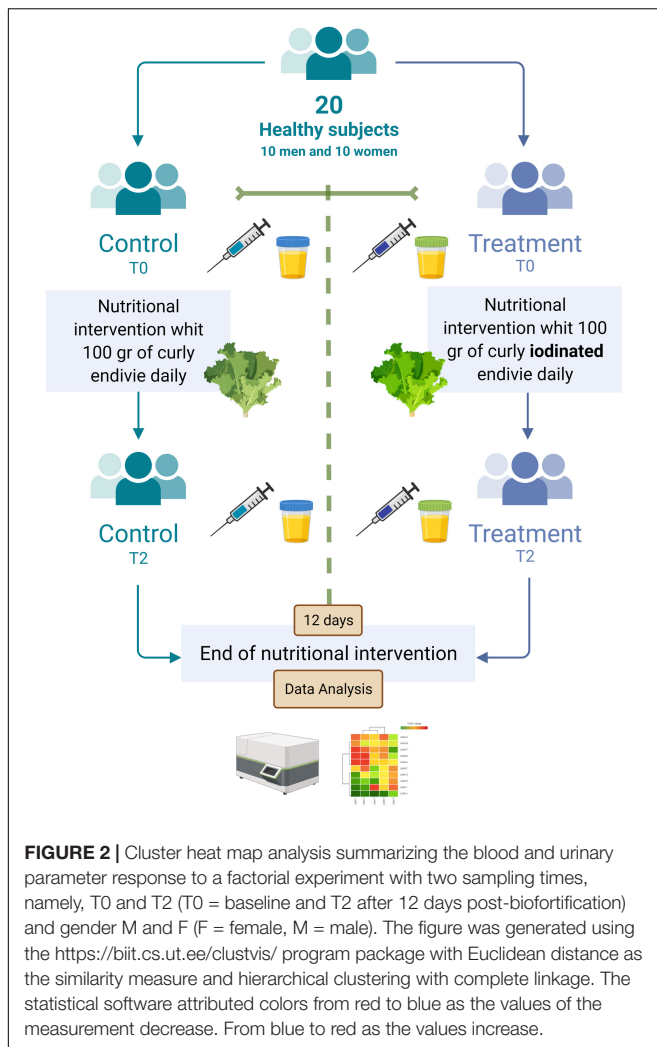 20
Healthy subjects
10 men and 10 women
Control
T0
Treatment
T0
Nutritional
intervention whit
100 gr of curly
endivie daily
Nutritional
intervention whit 100
gr of curly iodinated
endivie daily
Control
T2
Treatment
T2
12 days
End of nutritional intervention
Data Analysis
FIGURE 2 | Cluster heat map analysis summarizing the blood and urinary
parameter response to a factorial experiment with two sampling times,
namely, T0 and T2 (T0 = baseline and T2 after 12 days post-biofortification)
and gender M and F (F = female, M = male). The figure was generated using
the https://biit.cs.ut.ee/clustvis/ program package with Euclidean distance as
the similarity measure and hierarchical clustering with complete linkage. The
statistical software attributed colors from red to blue as the values of the
measurement decrease. From blue to red as the values increase.